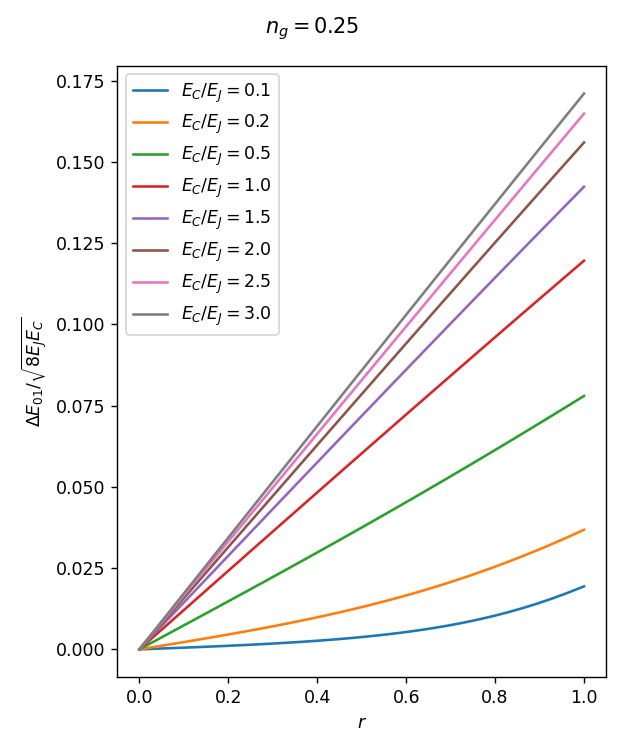 n_g = 0.25
0.175
0.150
0.125
0.100
0.075
0.050
0.025
0.000
ΔE_01/√8E_JE_C
E_C/E_J = 0.1
E_C/E_J = 0.2
E_C/E_J = 0.5
E_C/E_J = 1.0
E_C/E_J = 1.5
E_C/E_J = 2.0
E_C/E_J = 2.5
E_C/E_J = 3.0
0.0 0.2 0.4 0.6 0.8 1.0
r